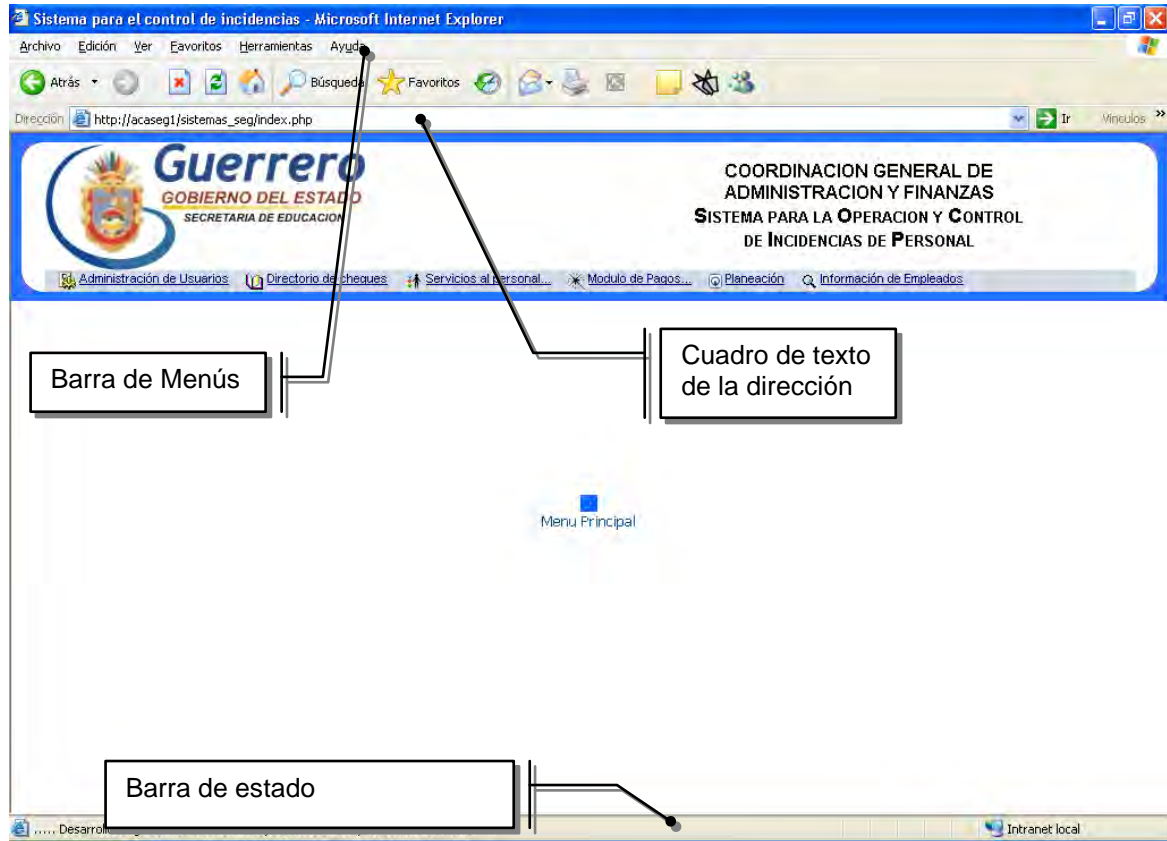 Sistema para el control de incidencias - Microsoft Internet Explorer
Archivo Edición Ver Favoritos Herramientas Ayuda
Atrás Búsqueda Favoritos
Dirección http://acaseg1/sistemas_seg/index.php Ir Vínculos »
Guerrero
GOBIERNO DEL ESTADO
SECRETARIA DE EDUCACION
COORDINACION GENERAL DE
ADMINISTRACION Y FINANZAS
SISTEMA PARA LA OPERACION Y CONTROL
DE INCIDENCIAS DE PERSONAL
Administración de Usuarios Directorio de cheques Servicios al personal... Modulo de Pagos... Planeación Información de Empleados
Barra de Menús
Cuadro de texto
de la dirección
Menu Principal
Barra de estado
..... Intranet local